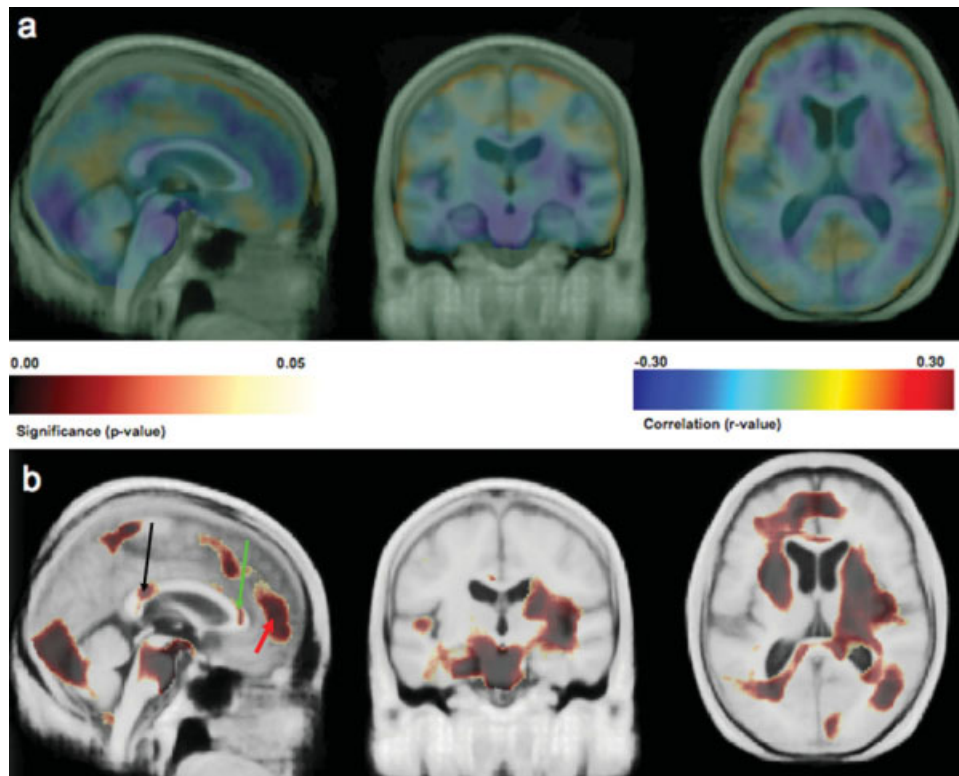 a
0.00 0.05
Significance (p-value)
-0.30 0.30
Correlation (r-value)
b